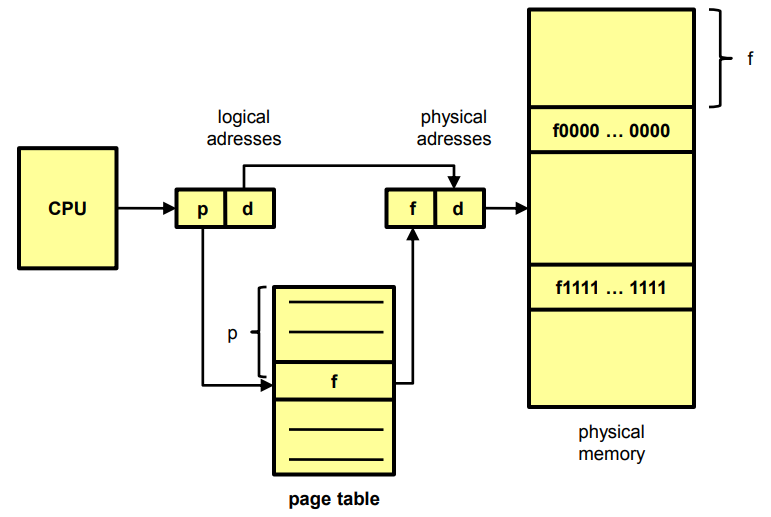 f
logical
adresses
physical
adresses
f0000 … 0000
CPU
p d
f d
f1111 … 1111
p
f
physical
memory
page table